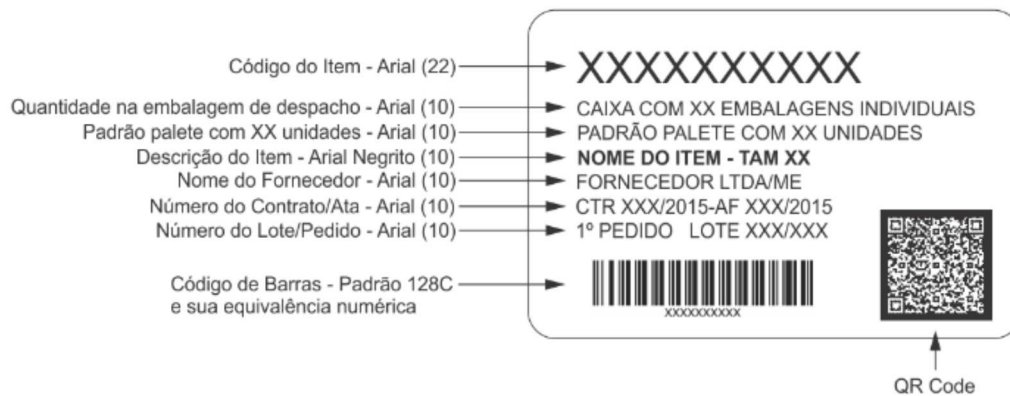 Código do Item - Arial (22)
XXXXXXXXXX
Quantidade na embalagem de despacho - Arial (10)
CAIXA COM XX EMBALAGENS INDIVIDUAIS
Padrão palete com XX unidades - Arial (10)
PADRÃO PALETE COM XX UNIDADES
Descrição do Item - Arial Negrito (10)
NOME DO ITEM - TAM XX
Nome do Fornecedor - Arial (10)
FORNECEDOR LTDA/ME
Número do Contrato/Ata - Arial (10)
CTR XXX/2015-AF XXX/2015
Número do Lote/Pedido - Arial (10)
1º PEDIDO LOTE XXX/XXX
Código de Barras - Padrão 128C
e sua equivalência numérica
XXXXXXXXXX
QR Code